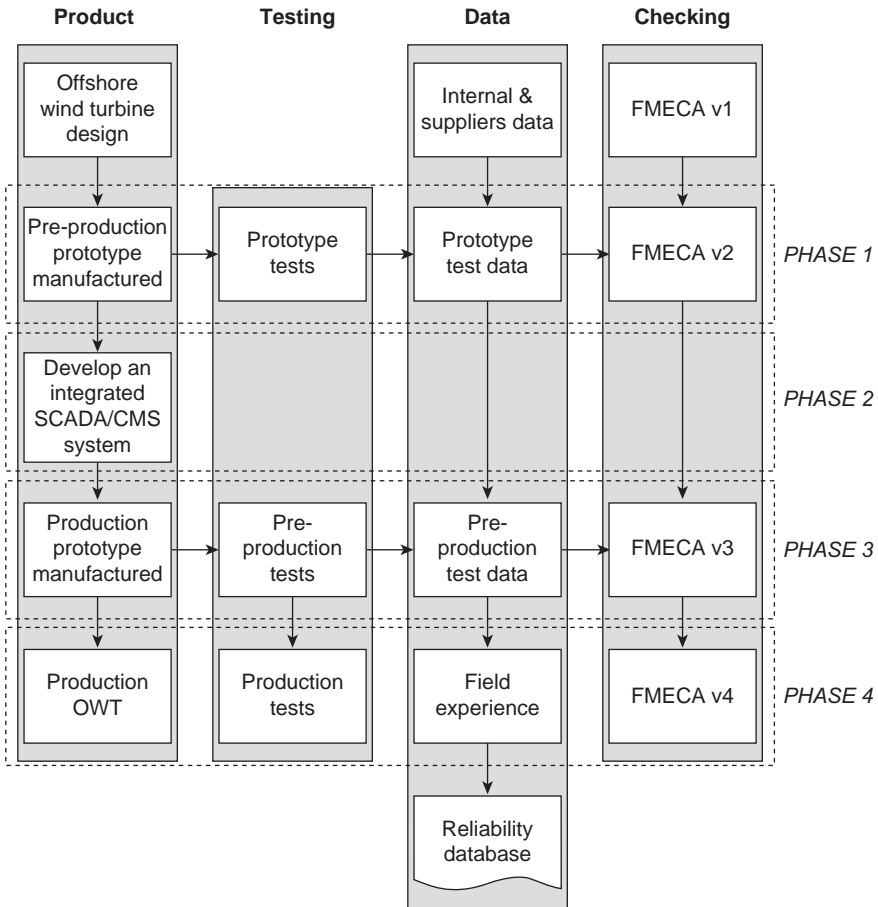 Product
Testing
Data
Checking
Offshore
wind turbine
design
Internal &
suppliers data
FMECA v1
Pre-production
prototype
manufactured
Prototype
tests
Prototype
test data
FMECA v2
PHASE 1
Develop an
integrated
SCADA/CMS
system
PHASE 2
Production
prototype
manufactured
Pre-
production
tests
Pre-
production
test data
FMECA v3
PHASE 3
Production
OWT
Production
tests
Field
experience
FMECA v4
PHASE 4
Reliability
database